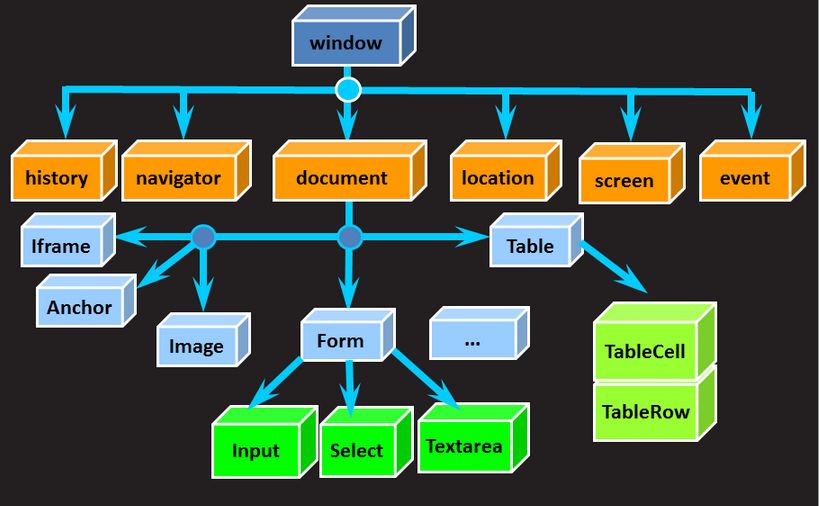 window
history
navigator
document
location
screen
event
Iframe
Table
Anchor
Image
Form
...
TableCell
TableRow
Input
Select
Textarea